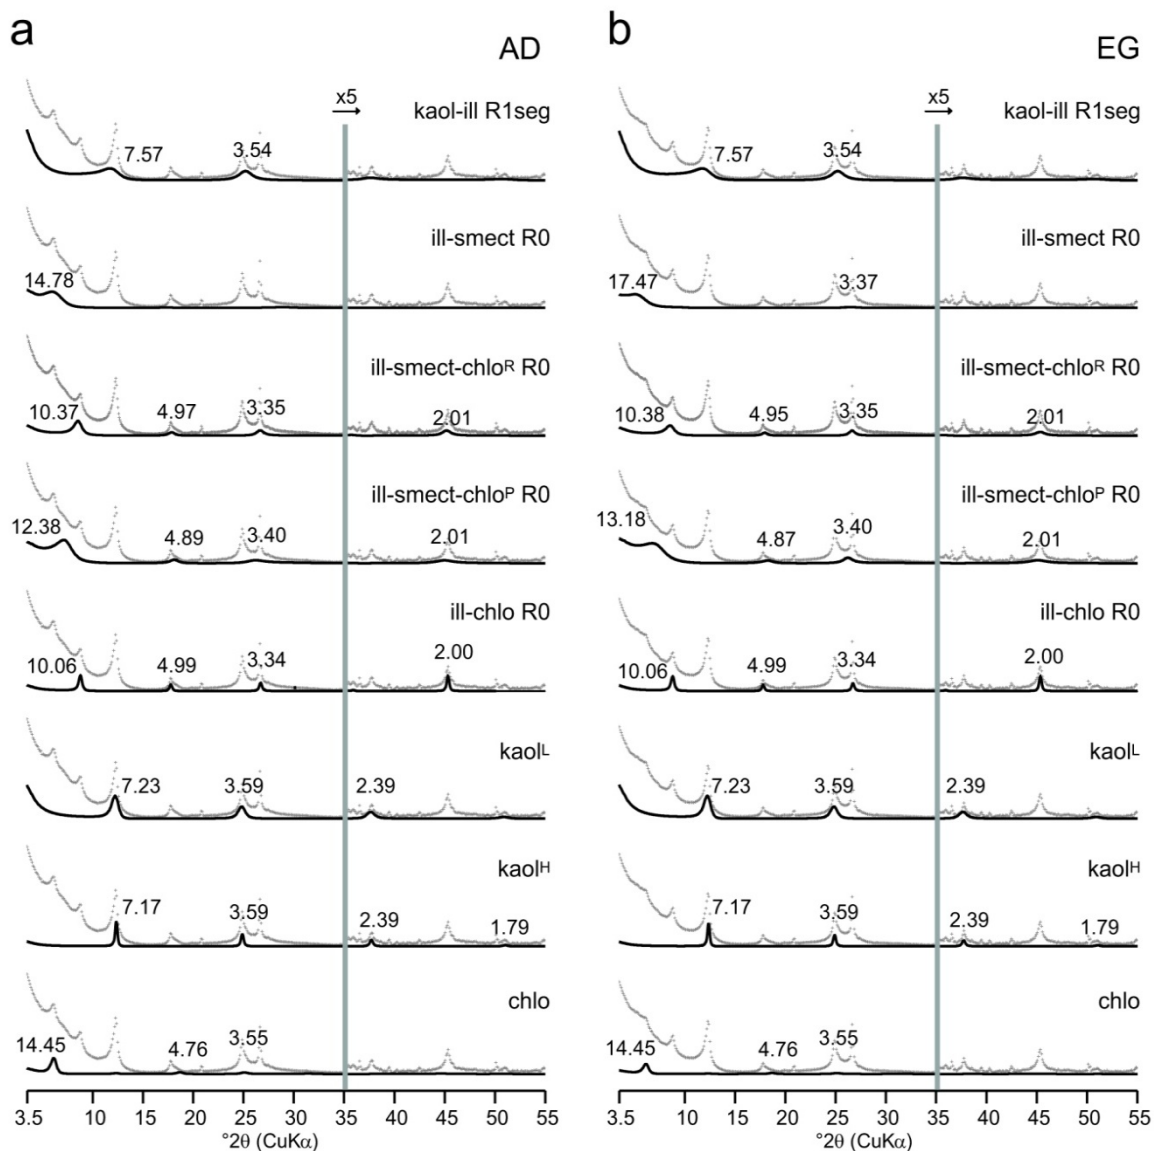 a
AD
x5
kaol-ill R1seg
7.57
3.54
ill-smect R0
14.78
ill-smect-chloᴿ R0
10.37
4.97
3.35
2.01
ill-smect-chloᴾ R0
12.38
4.89
3.40
2.01
ill-chlo R0
10.06
4.99
3.34
2.00
kaolᴸ
7.23
3.59
2.39
kaolᴴ
7.17
3.59
2.39
1.79
chlo
14.45
4.76
3.55
3.5 10 15 20 25 30 35 40 45 50 55
°2θ (CuKα)
b
EG
x5
kaol-ill R1seg
7.57
3.54
ill-smect R0
17.47
3.37
ill-smect-chloᴿ R0
10.38
4.95
3.35
2.01
ill-smect-chloᴾ R0
13.18
4.87
3.40
2.01
ill-chlo R0
10.06
4.99
3.34
2.00
kaolᴸ
7.23
3.59
2.39
kaolᴴ
7.17
3.59
2.39
1.79
chlo
14.45
4.76
3.55
3.5 10 15 20 25 30 35 40 45 50 55
°2θ (CuKα)